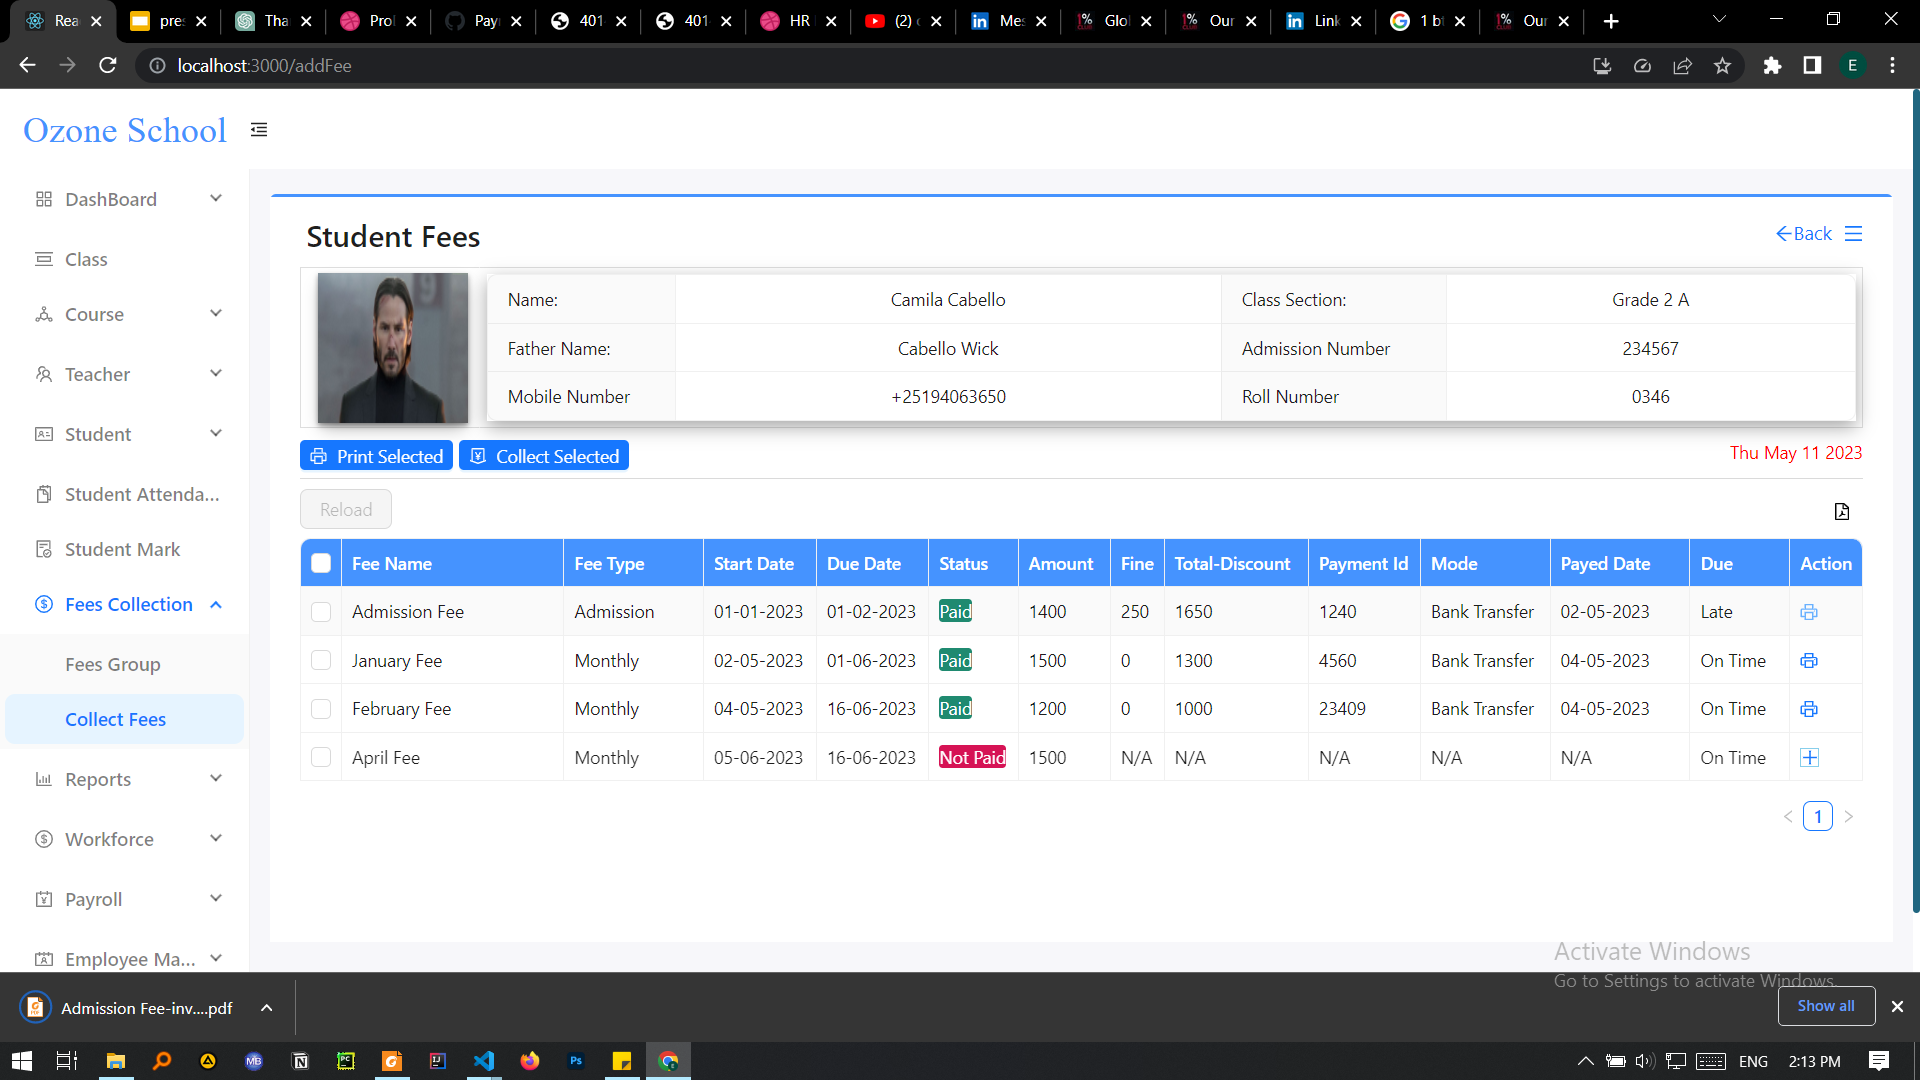 Rea
pres
Tha
Prol
Pay
401
401
HR
(2)
Mes
Glo
Our
Link
1 b
Our
localhost:3000/addFee
E
Ozone School
DashBoard
Class
Course
Teacher
Student
Student Attenda...
Student Mark
Fees Collection
Fees Group
Collect Fees
Reports
Workforce
Payroll
Employee Ma...
Student Fees
Back
Name: Camila Cabello Class Section: Grade 2 A
Father Name: Cabello Wick Admission Number 234567
Mobile Number +25194063650 Roll Number 0346
Print Selected Collect Selected Thu May 11 2023
Reload
Fee Name Fee Type Start Date Due Date Status Amount Fine Total-Discount Payment Id Mode Payed Date Due Action
Admission Fee Admission 01-01-2023 01-02-2023 Paid 1400 250 1650 1240 Bank Transfer 02-05-2023 Late
January Fee Monthly 02-05-2023 01-06-2023 Paid 1500 0 1300 4560 Bank Transfer 04-05-2023 On Time
February Fee Monthly 04-05-2023 16-06-2023 Paid 1200 0 1000 23409 Bank Transfer 04-05-2023 On Time
April Fee Monthly 05-06-2023 16-06-2023 Not Paid 1500 N/A N/A N/A N/A N/A On Time
1
Activate Windows
Go to Settings to activate Windows.
Admission Fee-inv....pdf
Show all
ENG 2:13 PM